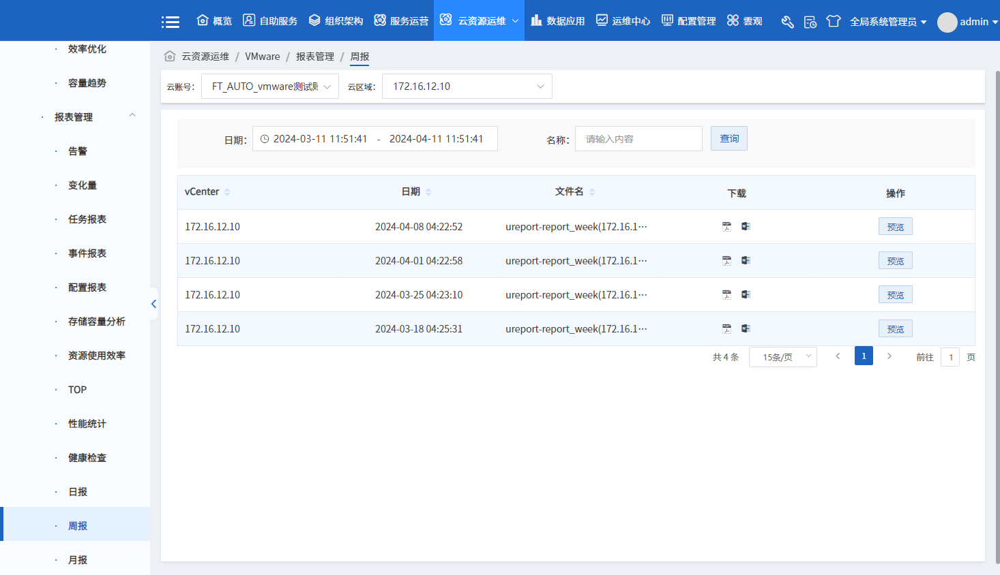 概览 自助服务 组织架构 服务运营 云资源运维 数据应用 运维中心 配置管理 雲观 全局系统管理员 admin
效率优化
容量趋势
报表管理
告警
变化量
任务报表
事件报表
配置报表
存储容量分析
资源使用效率
TOP
性能统计
健康检查
日报
周报
月报
云资源运维 / VMware / 报表管理 / 周报
云账号: FT_AUTO_vmware测试账 云区域: 172.16.12.10
日期: 2024-03-11 11:51:41 - 2024-04-11 11:51:41 名称: 请输入内容 查询
vCenter 日期 文件名 下载 操作
172.16.12.10 2024-04-08 04:22:52 ureport-report_week(172.16.1··· 预览
172.16.12.10 2024-04-01 04:22:58 ureport-report_week(172.16.1··· 预览
172.16.12.10 2024-03-25 04:23:10 ureport-report_week(172.16.1··· 预览
172.16.12.10 2024-03-18 04:25:31 ureport-report_week(172.16.1··· 预览
共 4 条 15条/页 1 前往 1 页